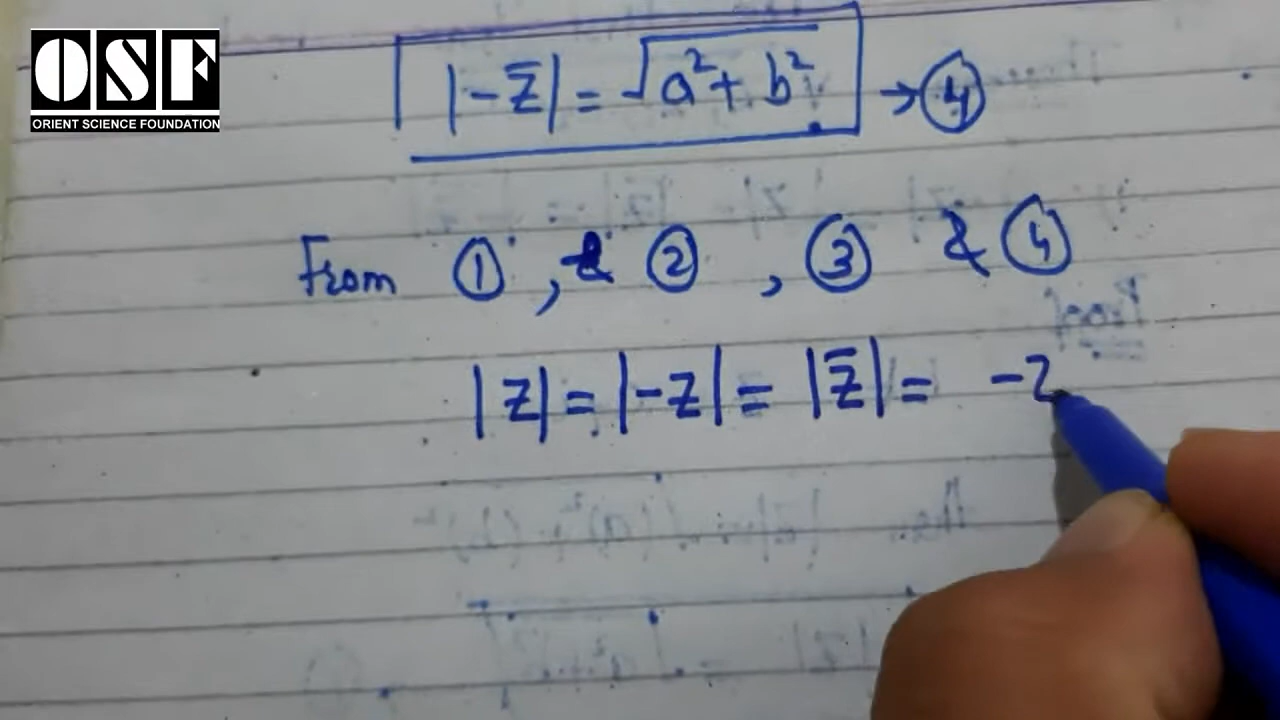 OSF
ORIENT SCIENCE FOUNDATION
|-z̅| = √a²+b² → ④
From ①, & ②, ③ & ④
|z| = |-z| = |z̅| = -z